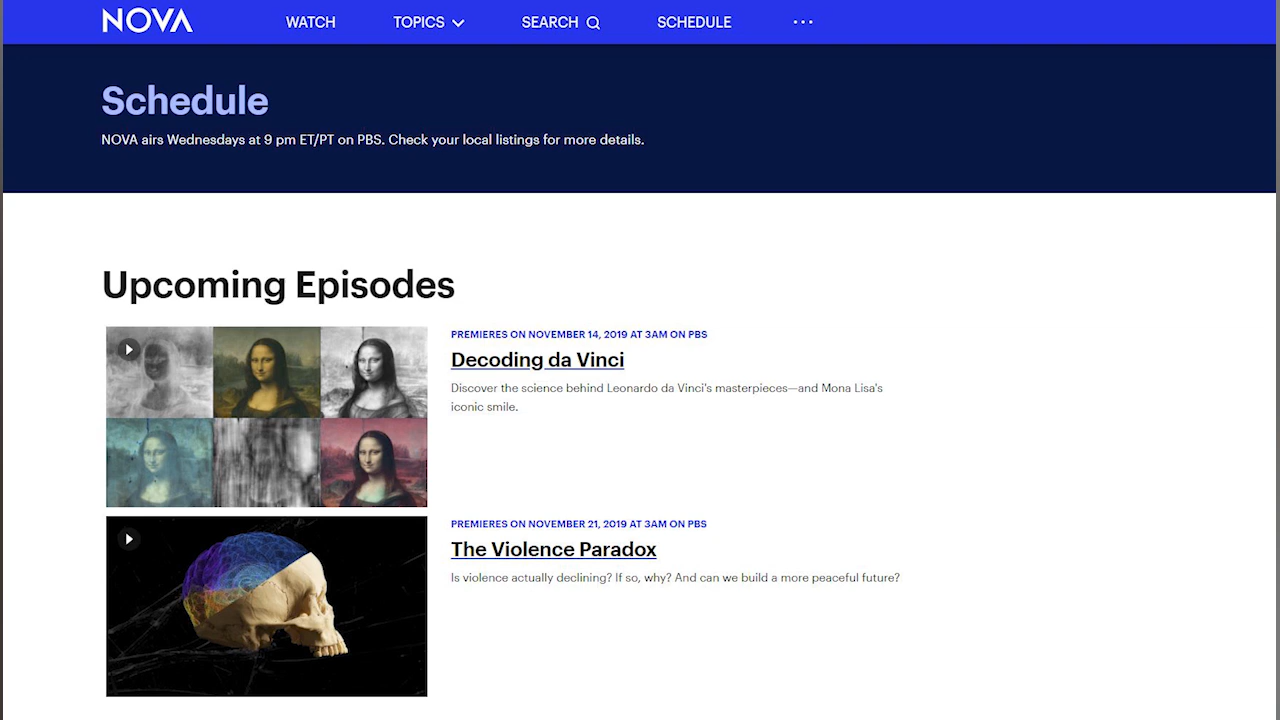 NOVA
WATCH
TOPICS
SEARCH
SCHEDULE
Schedule
NOVA airs Wednesdays at 9 pm ET/PT on PBS. Check your local listings for more details.
Upcoming Episodes
PREMIERES ON NOVEMBER 14, 2019 AT 3AM ON PBS
Decoding da Vinci
Discover the science behind Leonardo da Vinci's masterpieces—and Mona Lisa's
iconic smile.
PREMIERES ON NOVEMBER 21, 2019 AT 3AM ON PBS
The Violence Paradox
Is violence actually declining? If so, why? And can we build a more peaceful future?